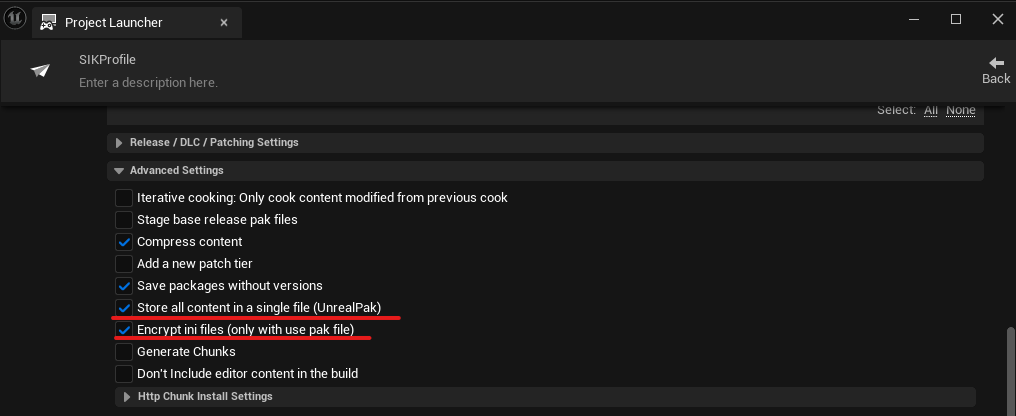 Project Launcher
SIKProfile
Enter a description here.
Back
Select: All None
Release / DLC / Patching Settings
Advanced Settings
Iterative cooking: Only cook content modified from previous cook
Stage base release pak files
Compress content
Add a new patch tier
Save packages without versions
Store all content in a single file (UnrealPak)
Encrypt ini files (only with use pak file)
Generate Chunks
Don't Include editor content in the build
Http Chunk Install Settings